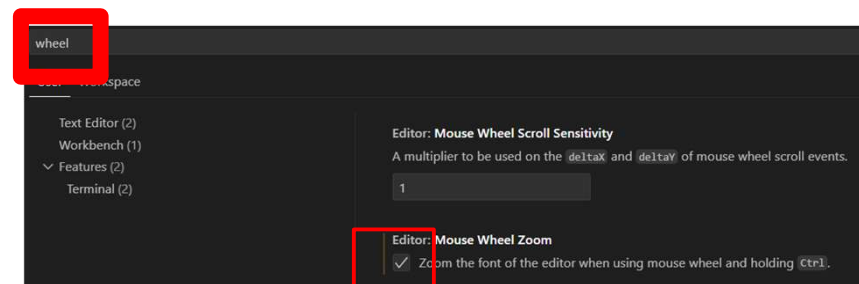 wheel
User Workspace
Text Editor (2)
Workbench (1)
Features (2)
Terminal (2)
Editor: Mouse Wheel Scroll Sensitivity
A multiplier to be used on the deltaX and deltaY of mouse wheel scroll events.
1
Editor: Mouse Wheel Zoom
Zoom the font of the editor when using mouse wheel and holding Ctrl.